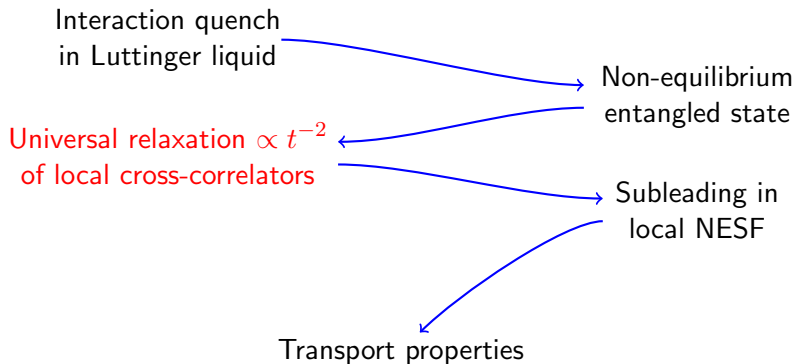 Interaction quench
in Luttinger liquid
Non-equilibrium
entangled state
Universal relaxation ∝ t⁻²
of local cross-correlators
Subleading in
local NESF
Transport properties